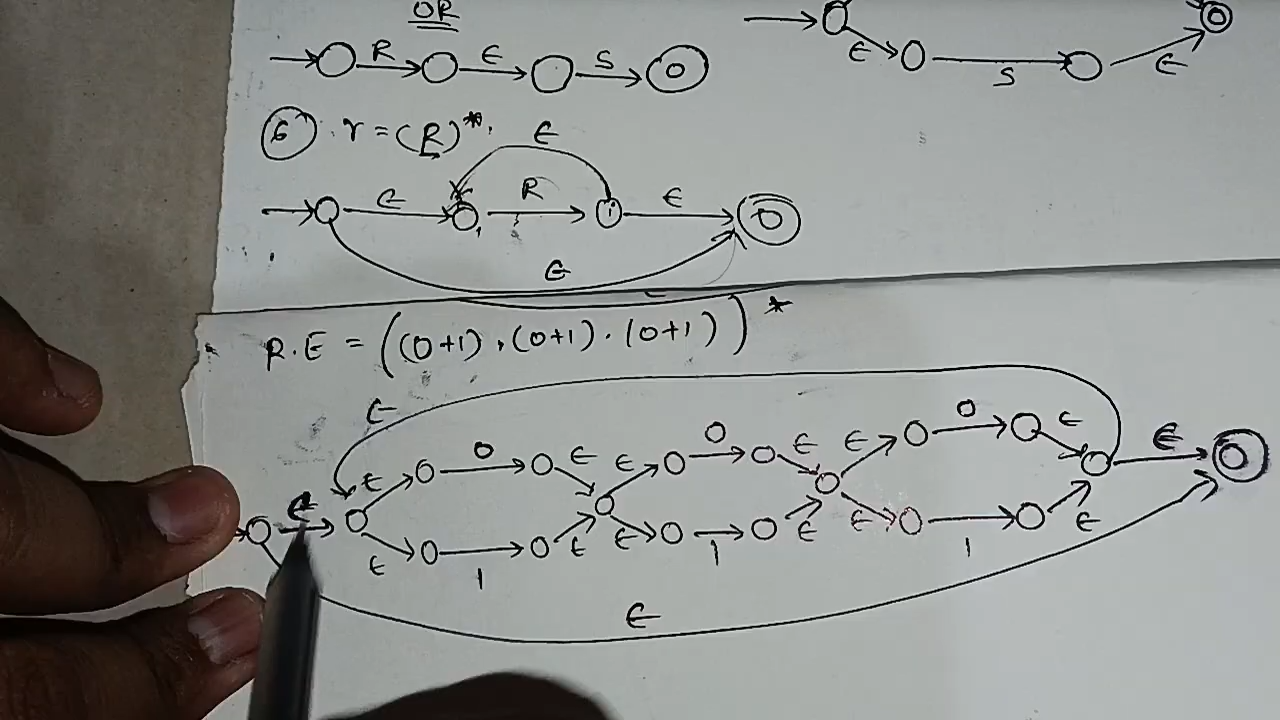 OR
R ϵ S
ϵ S ϵ
6 . r = (R)*.
ϵ
ϵ R ϵ
ϵ
R.E = ((0+1).(0+1).(0+1))*
ϵ
0 0 0
ϵ ϵ ϵ ϵ ϵ ϵ ϵ
ϵ
ϵ ϵ ϵ ϵ ϵ ϵ
1 1 1
ϵ